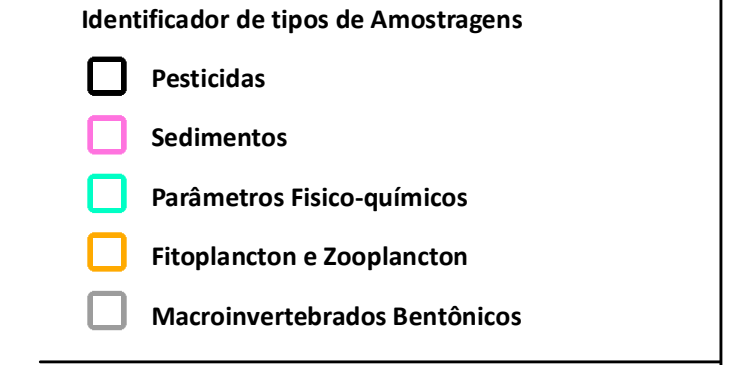 Identificador de tipos de Amostragens
Pesticidas
Sedimentos
Parâmetros Fisico-químicos
Fitoplancton e Zooplancton
Macroinvertebrados Bentônicos